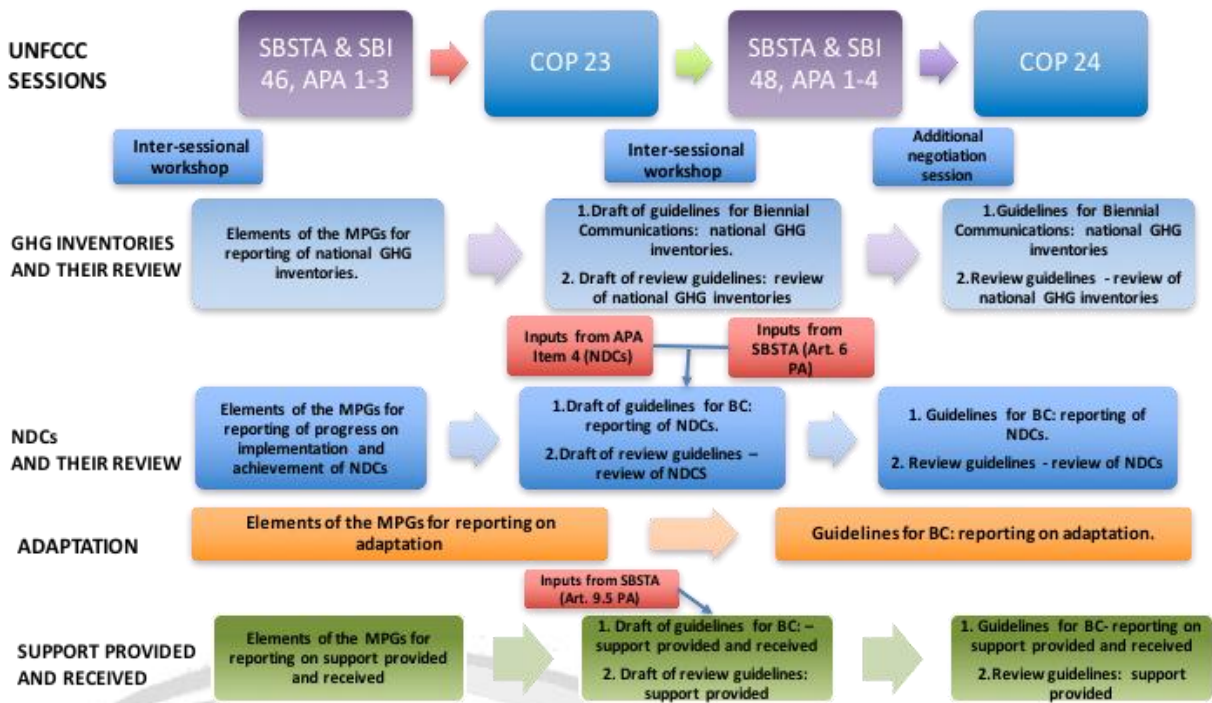 UNFCCC
SESSIONS
SBSTA & SBI
46, APA 1-3
COP 23
SBSTA & SBI
48, APA 1-4
COP 24
Inter-sessional
workshop
Inter-sessional
workshop
Additional
negotiation
session
GHG INVENTORIES
AND THEIR REVIEW
Elements of the MPGs for
reporting of national GHG
inventories.
1.Draft of guidelines for Biennial
Communications: national GHG
inventories.
2. Draft of review guidelines: review
of national GHG inventories
1.Guidelines for Biennial
Communications: national GHG
inventories
2.Review guidelines - review of
national GHG inventories
Inputs from APA
Item 4 (NDCs)
Inputs from
SBSTA (Art. 6
PA)
NDCs
AND THEIR REVIEW
Elements of the MPGs for
reporting of progress on
implementation and
achievement of NDCs
1.Draft of guidelines for BC:
reporting of NDCs.
2.Draft of review guidelines –
review of NDCS
1. Guidelines for BC: reporting of
NDCs.
2. Review guidelines - review of NDCs
ADAPTATION
Elements of the MPGs for reporting on
adaptation
Guidelines for BC: reporting on adaptation.
Inputs from SBSTA
(Art. 9.5 PA)
SUPPORT PROVIDED
AND RECEIVED
Elements of the MPGs for
reporting on support provided
and received
1. Draft of guidelines for BC: –
support provided and received
2. Draft of review guidelines:
support provided
1. Guidelines for BC- reporting on
support provided and received
2.Review guidelines: support
provided